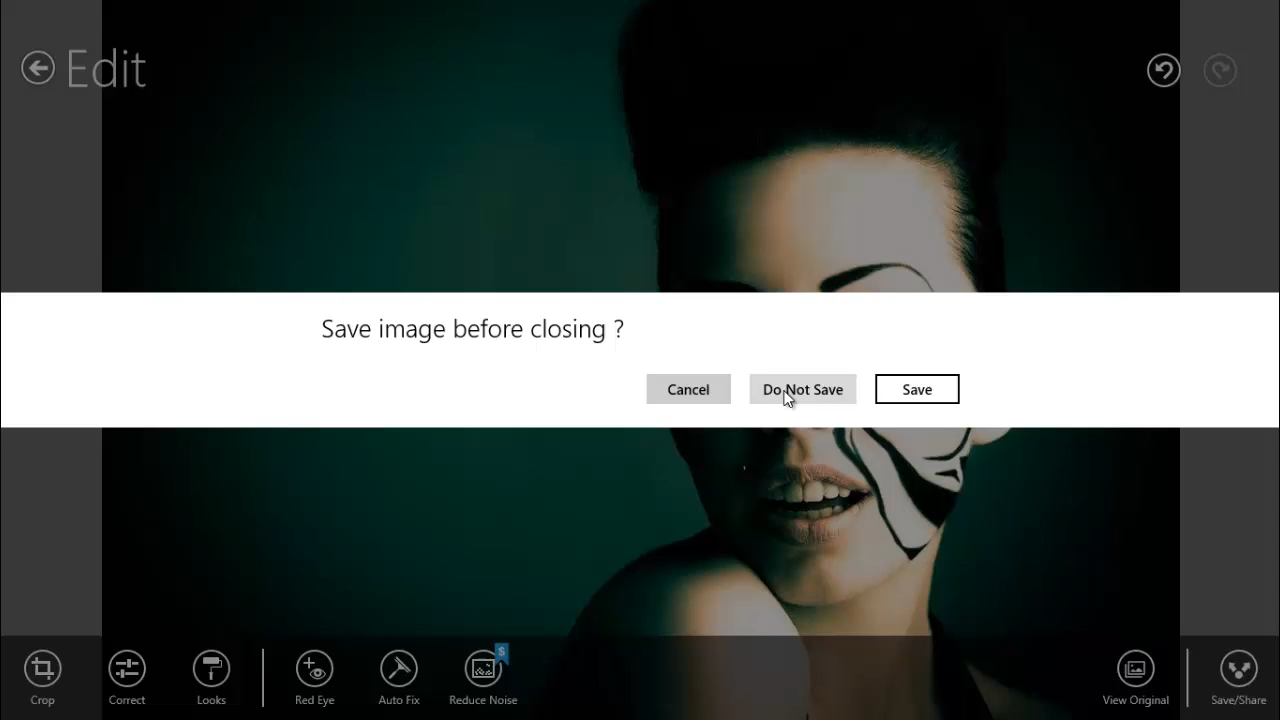 Edit
Save image before closing ?
Cancel
Do Not Save
Save
$
Crop
Correct
Looks
Red Eye
Auto Fix
Reduce Noise
View Original
Save/Share